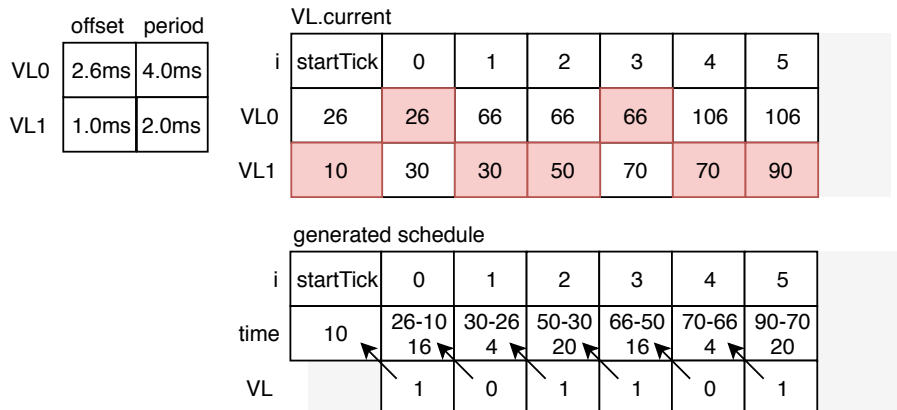 offset period
VL0 2.6ms 4.0ms
VL1 1.0ms 2.0ms
VL.current
i startTick 0 1 2 3 4 5
VL0 26 26 66 66 66 106 106
VL1 10 30 30 50 70 70 90
generated schedule
i startTick 0 1 2 3 4 5
time 10 26-10 30-26 50-30 66-50 70-66 90-70
16 4 20 16 4 20
VL 1 0 1 1 0 1